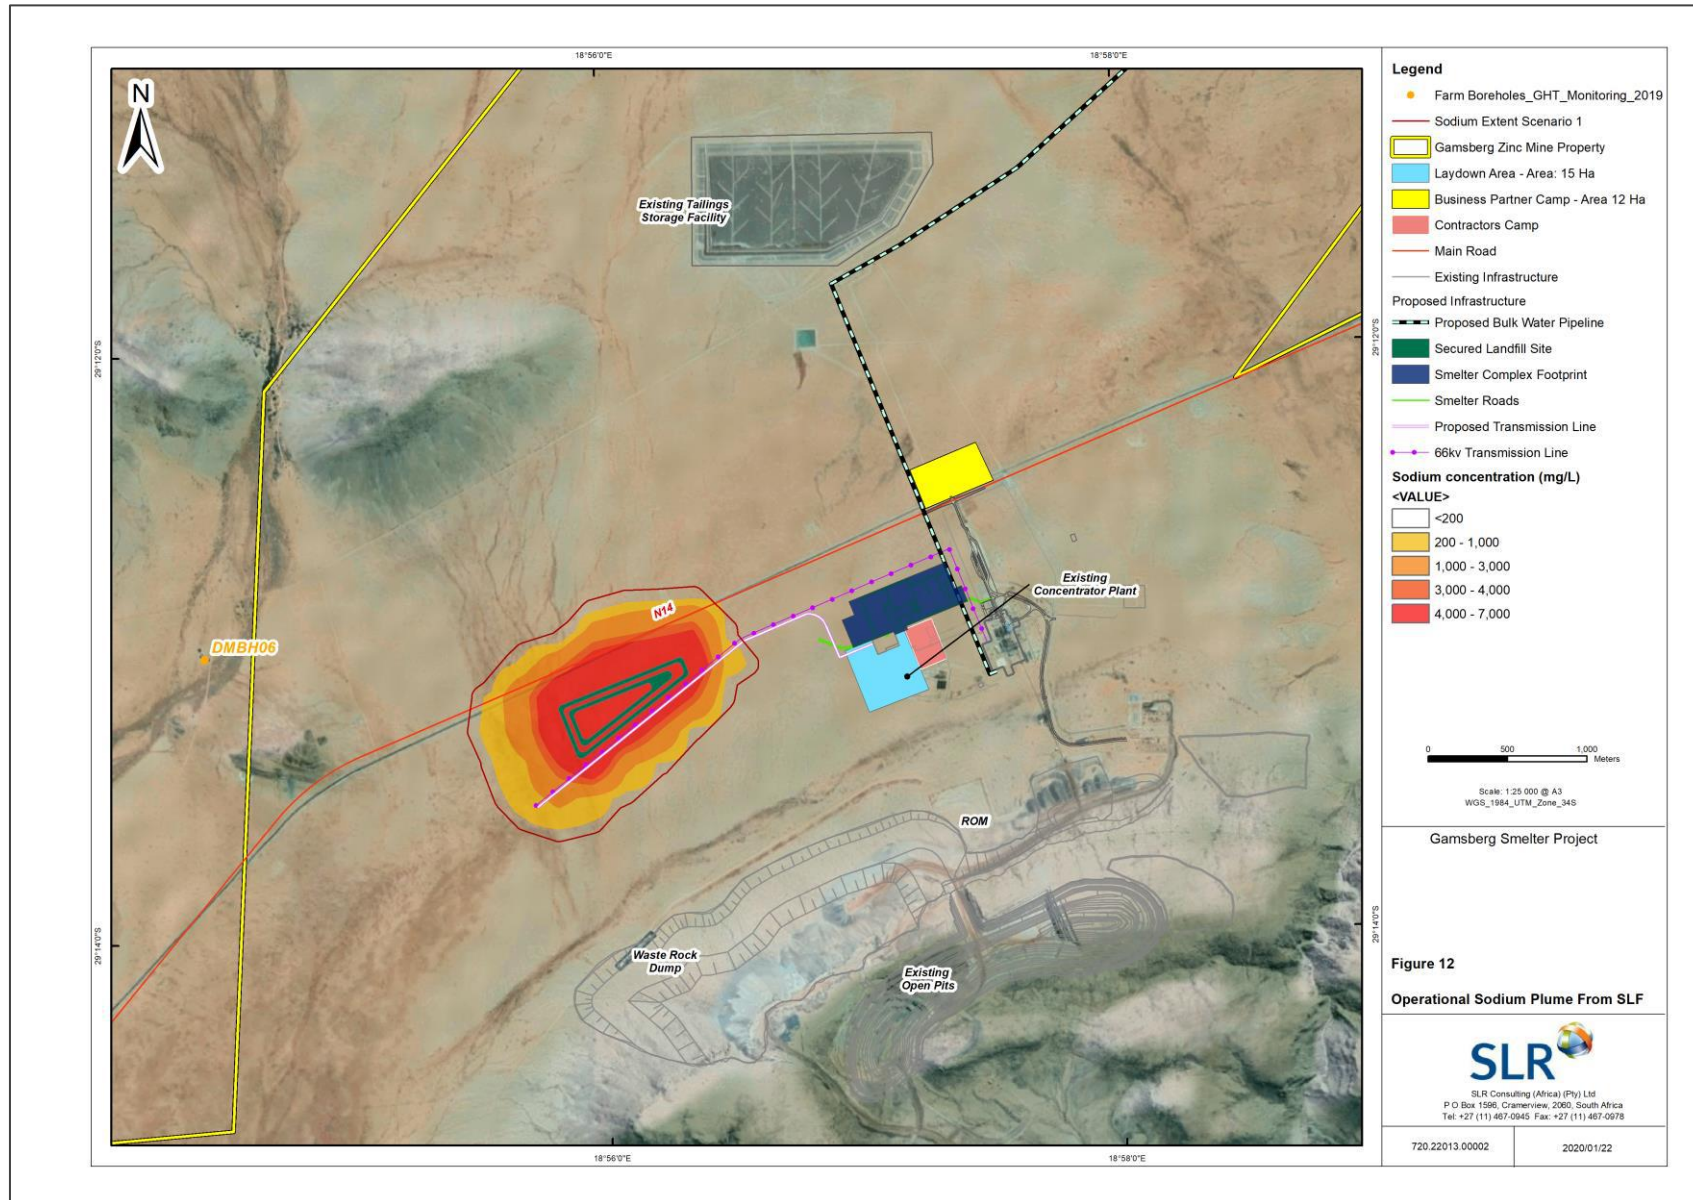 18°56'0"E
18°58'0"E
N
29°12'0"S
29°12'0"S
Existing Tailings
Storage Facility
Existing
Concentrator Plant
N14
DMBH06
ROM
Waste Rock
Dump
Existing
Open Pits
29°14'0"S
29°14'0"S
18°56'0"E
18°58'0"E
Legend
Farm Boreholes_GHT_Monitoring_2019
Sodium Extent Scenario 1
Gamsberg Zinc Mine Property
Laydown Area - Area: 15 Ha
Business Partner Camp - Area 12 Ha
Contractors Camp
Main Road
Existing Infrastructure
Proposed Infrastructure
Proposed Bulk Water Pipeline
Secured Landfill Site
Smelter Complex Footprint
Smelter Roads
Proposed Transmission Line
66kv Transmission Line
Sodium concentration (mg/L)
<VALUE>
<200
200 - 1,000
1,000 - 3,000
3,000 - 4,000
4,000 - 7,000
0 500 1,000
Meters
Scale: 1:25 000 @ A3
WGS_1984_UTM_Zone_34S
Gamsberg Smelter Project
Figure 12
Operational Sodium Plume From SLF
SLR
SLR Consulting (Africa) (Pty) Ltd
P O Box 1596, Cramerview, 2060, South Africa
Tel: +27 (11) 467-0945 Fax: +27 (11) 467-0978
720.22013.00002
2020/01/22